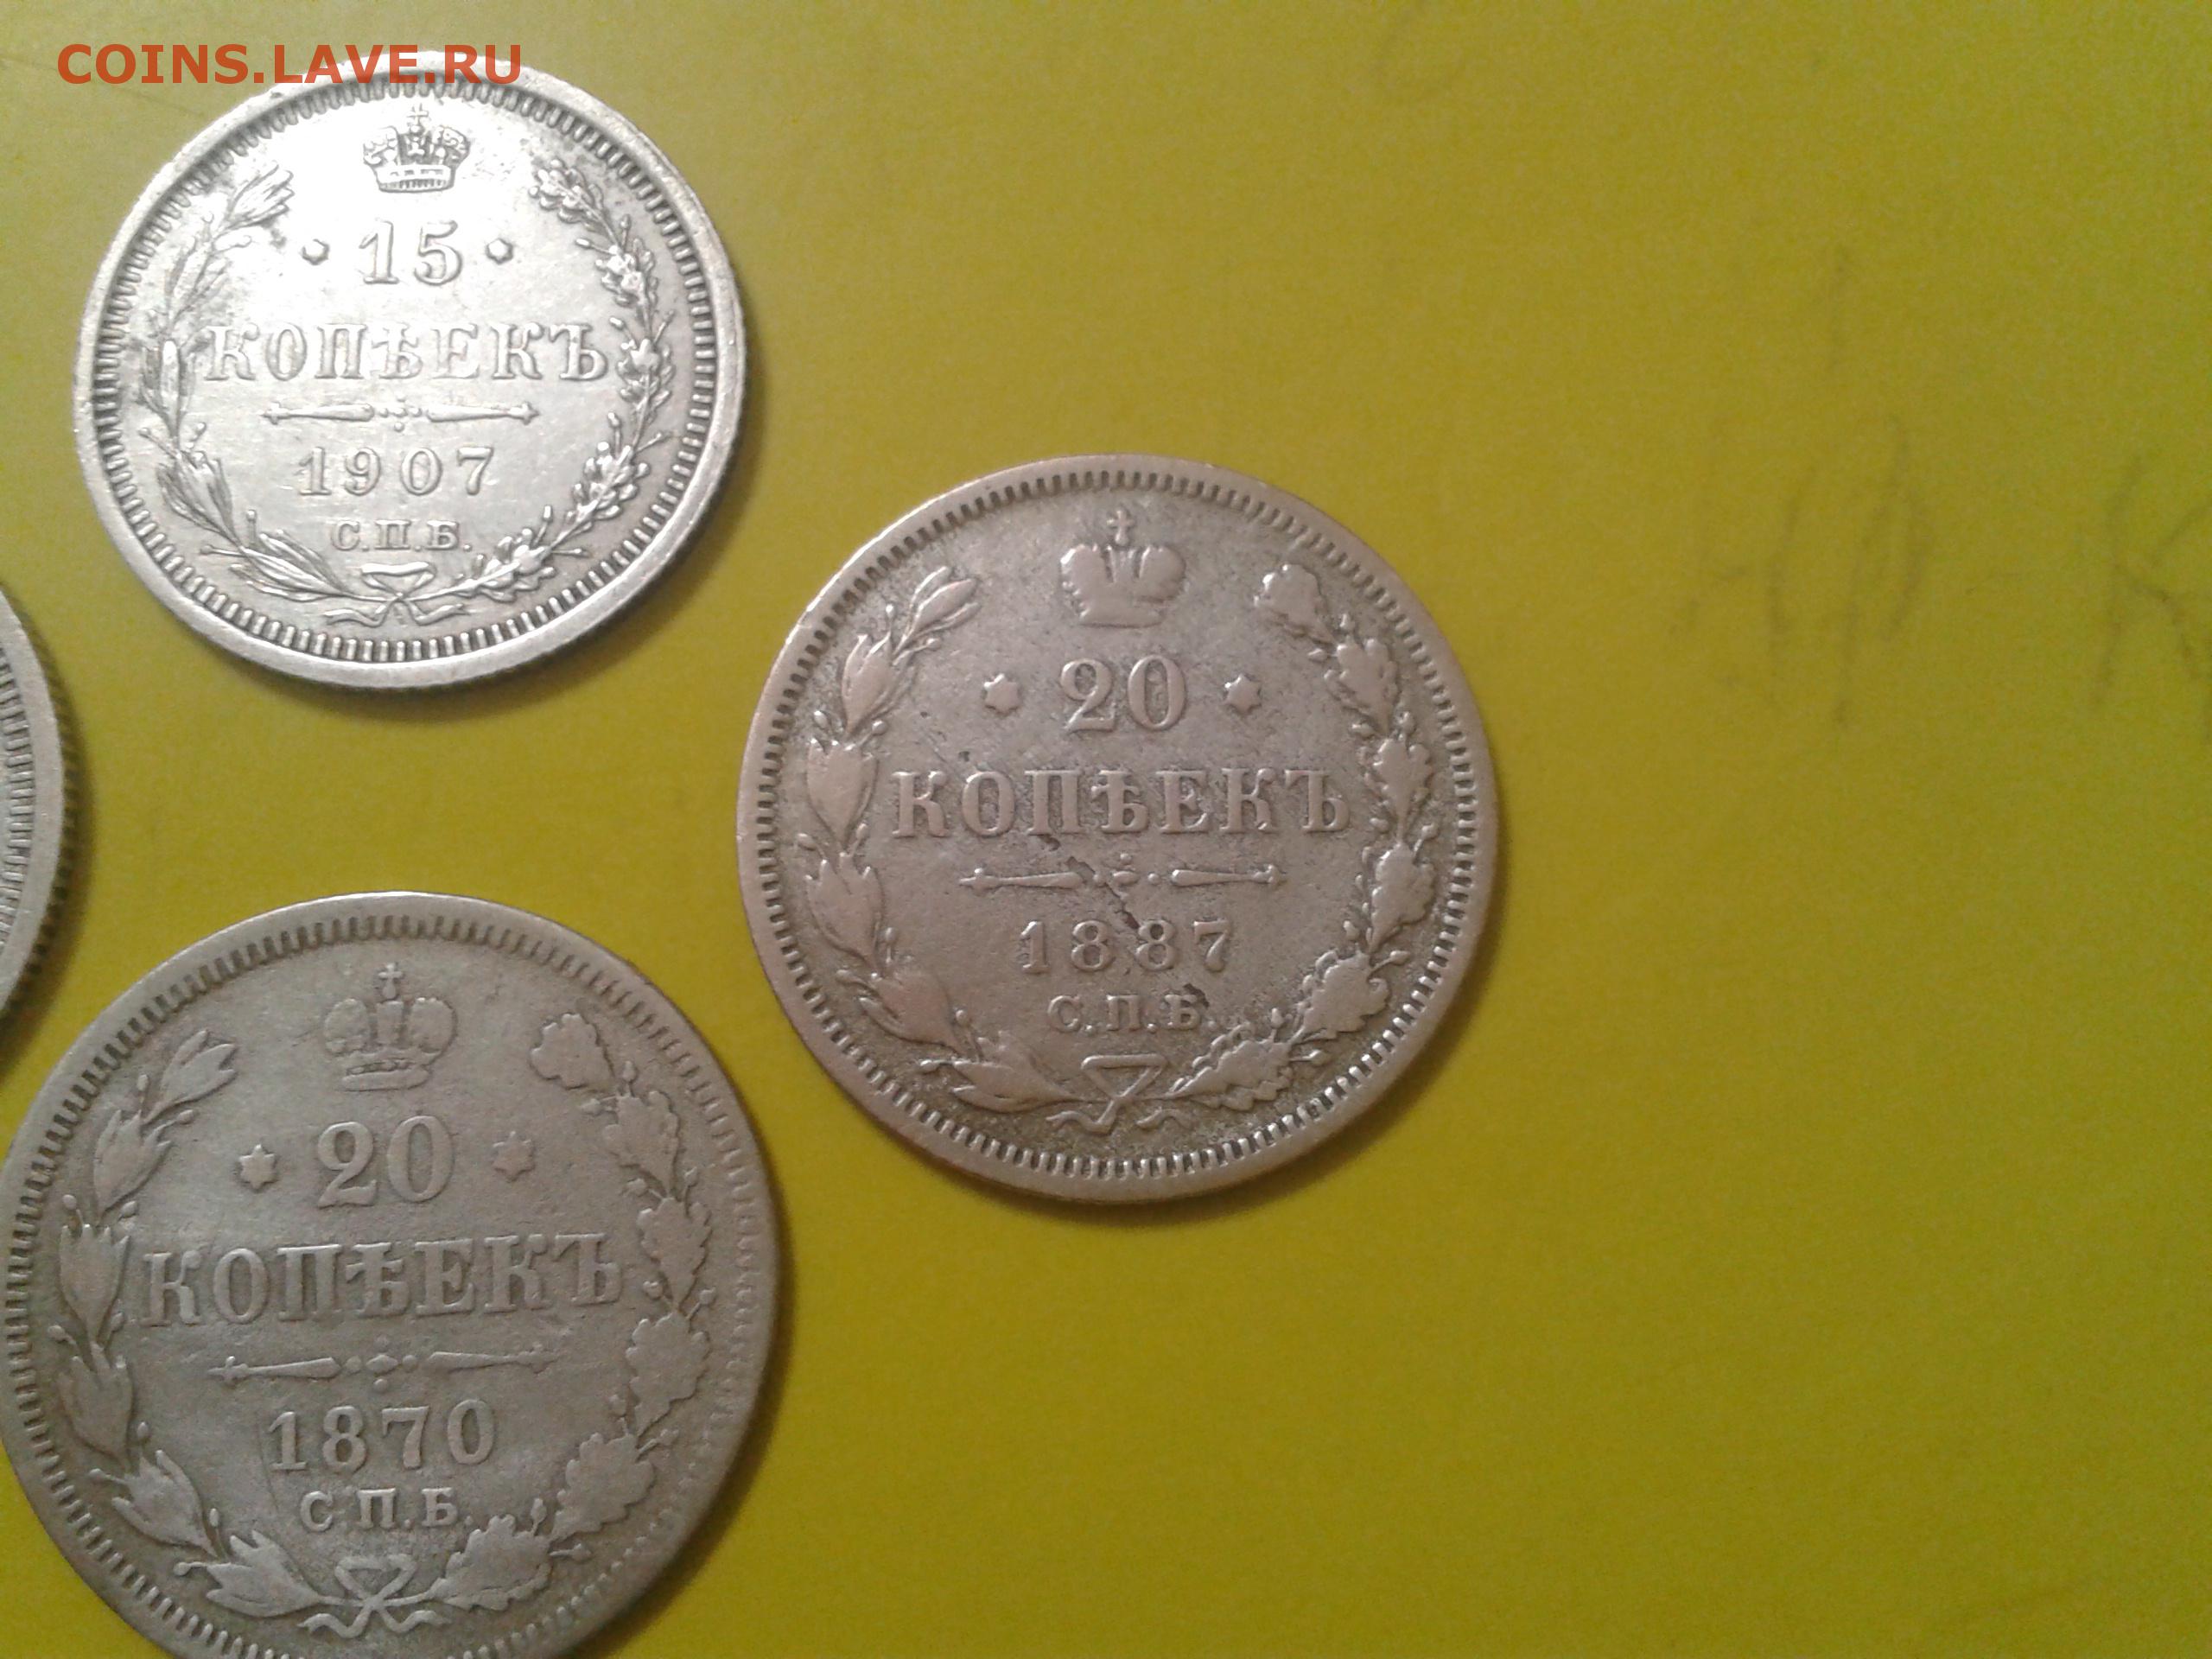 COINS.LAVE.RU
· 15 ·
КОПѢЕКЪ
1907
С.П.Б.
· 20 ·
КОПѢЕКЪ
1887
С.П.Б.
· 20 ·
КОПѢЕКЪ
1870
С.П.Б.